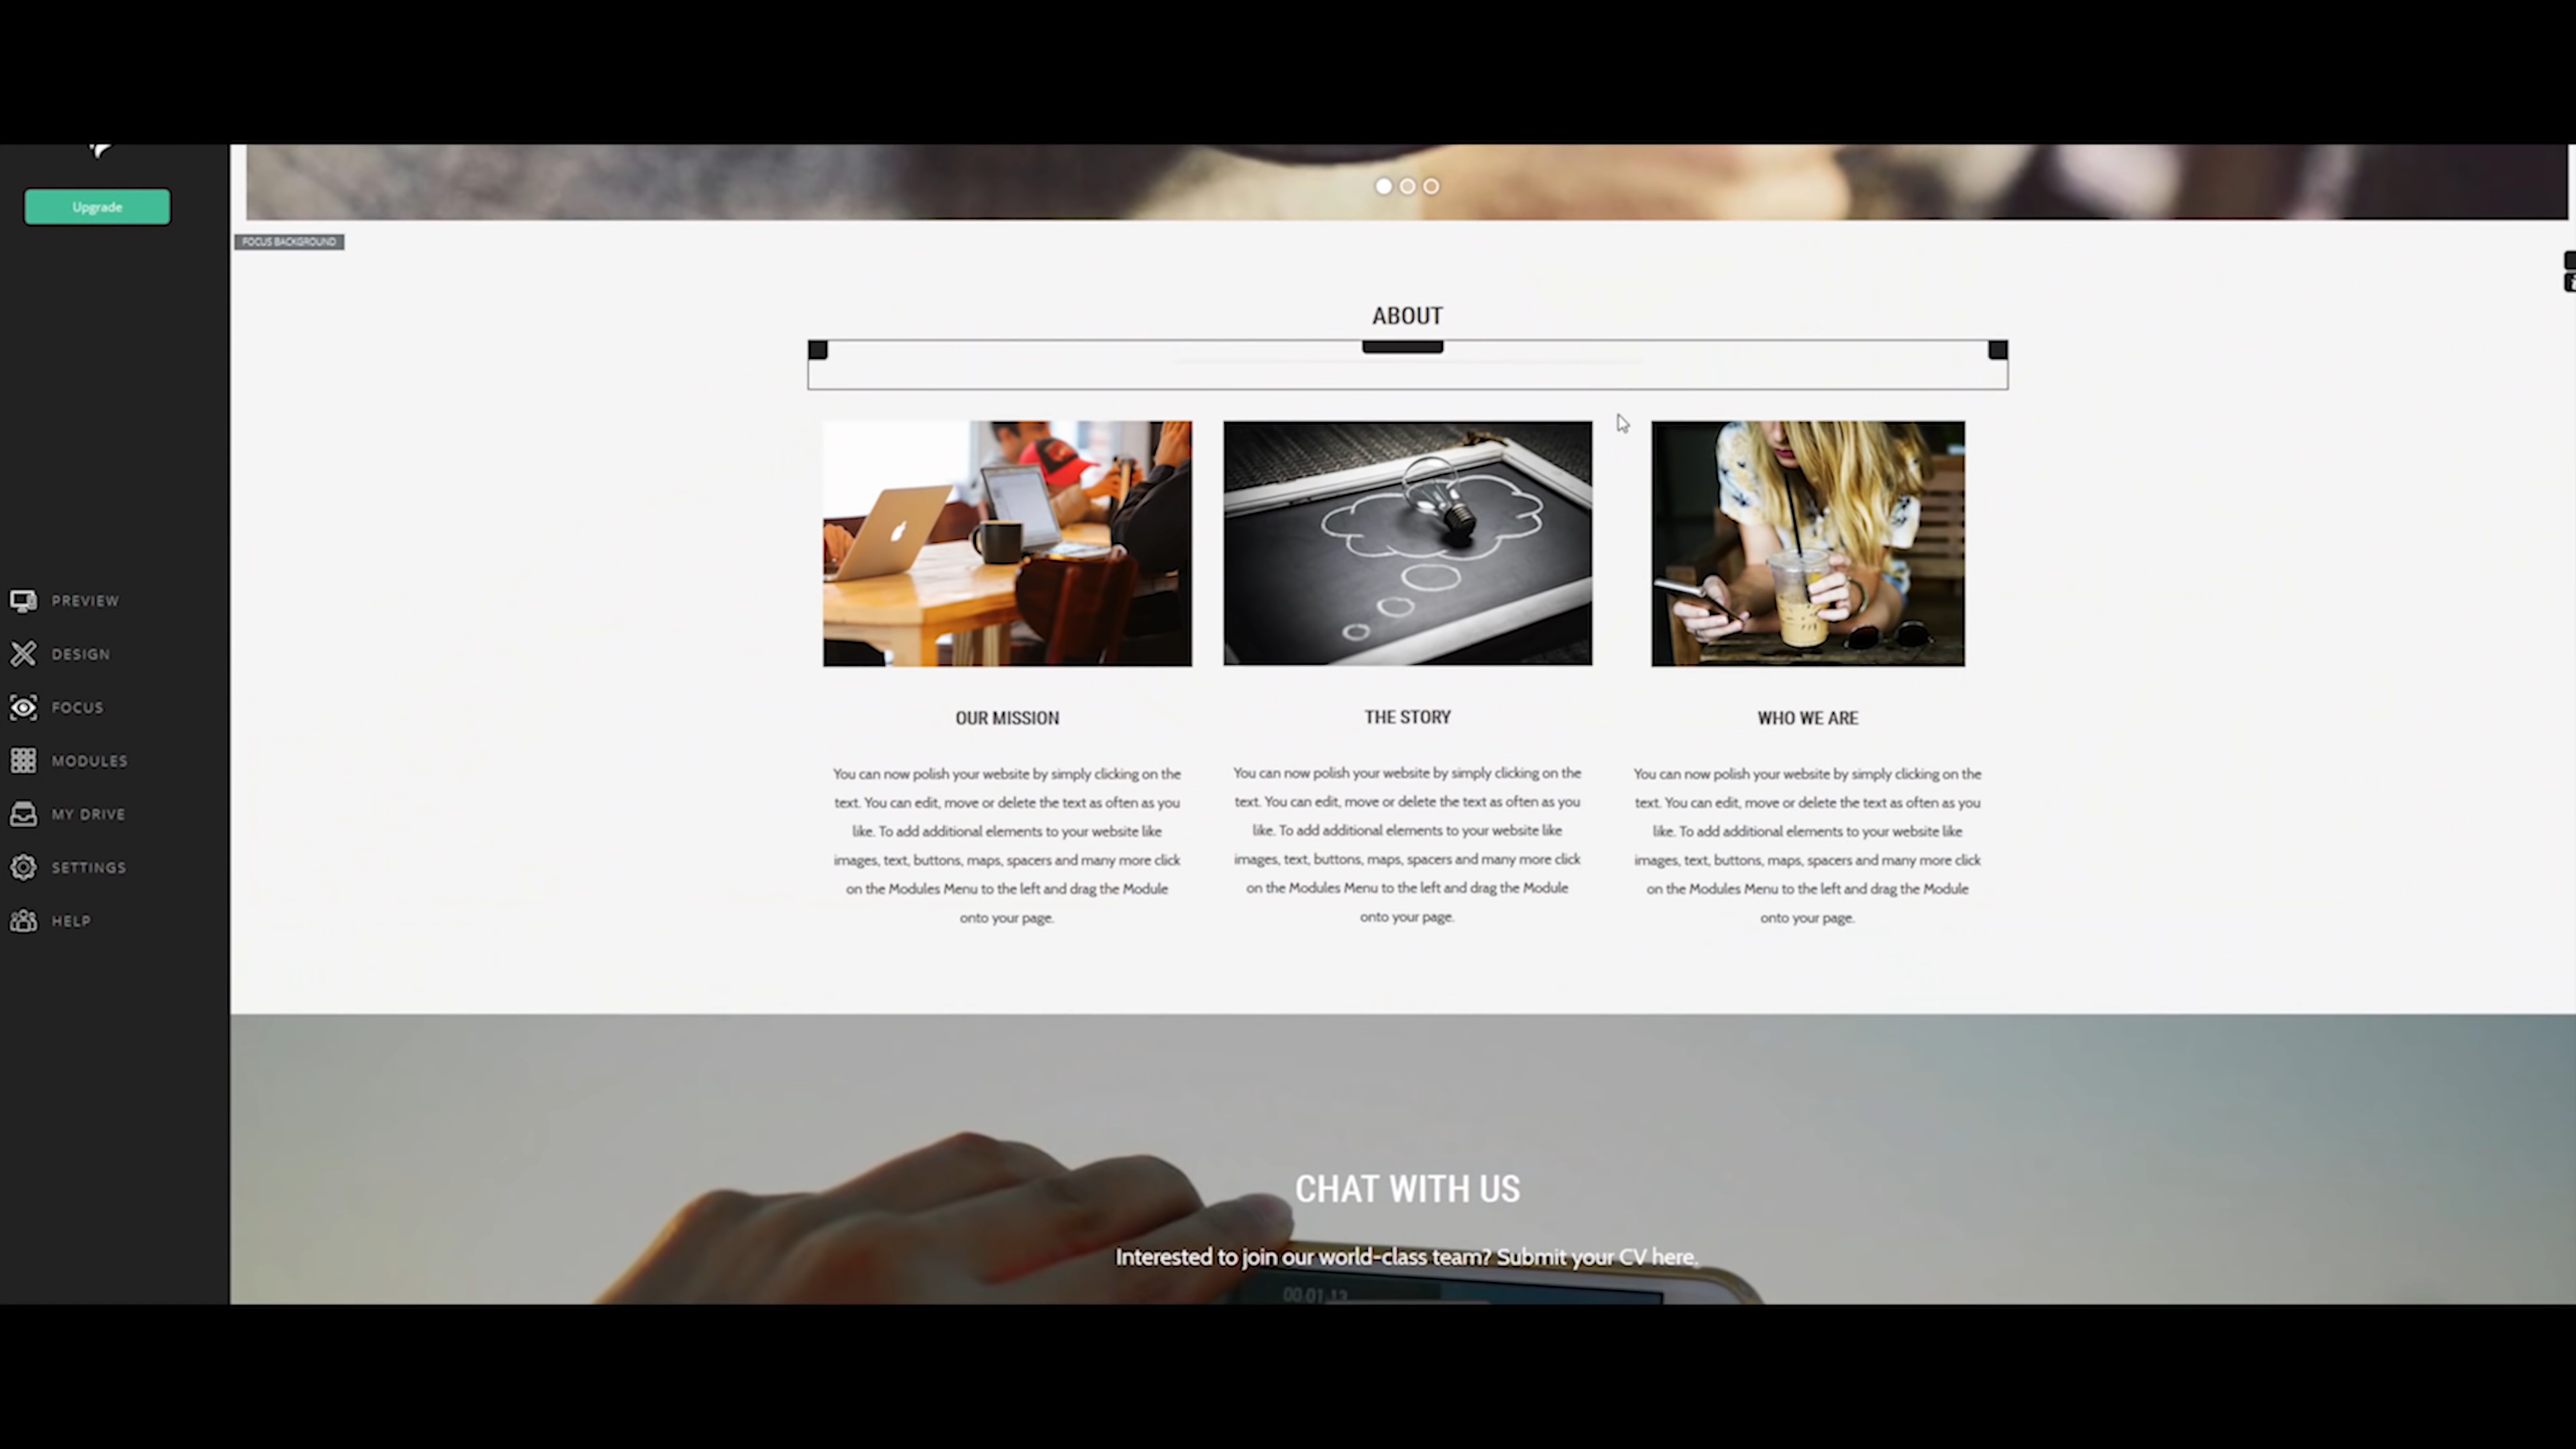 Upgrade
FOCUS BACKGROUND
PREVIEW
DESIGN
FOCUS
MODULES
MY DRIVE
SETTINGS
HELP
ABOUT
OUR MISSION
You can now polish your website by simply clicking on the
text. You can edit, move or delete the text as often as you
like. To add additional elements to your website like
images, text, buttons, maps, spacers and many more click
on the Modules Menu to the left and drag the Module
onto your page.
THE STORY
You can now polish your website by simply clicking on the
text. You can edit, move or delete the text as often as you
like. To add additional elements to your website like
images, text, buttons, maps, spacers and many more click
on the Modules Menu to the left and drag the Module
onto your page.
WHO WE ARE
You can now polish your website by simply clicking on the
text. You can edit, move or delete the text as often as you
like. To add additional elements to your website like
images, text, buttons, maps, spacers and many more click
on the Modules Menu to the left and drag the Module
onto your page.
CHAT WITH US
Interested to join our world-class team? Submit your CV here.
00:01:13